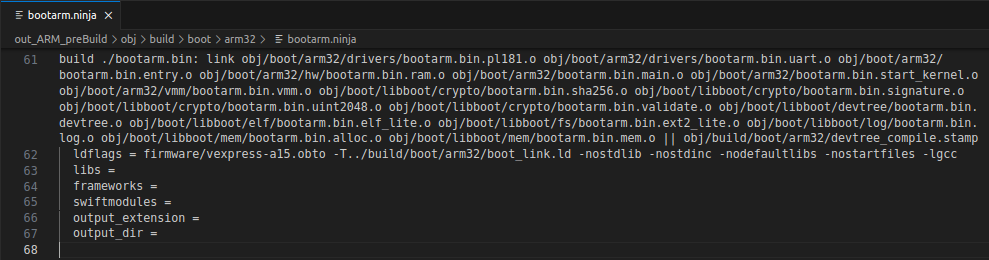 bootarm.ninja ×
out_ARM_preBuild > obj > build > boot > arm32 > bootarm.ninja
61 build ./bootarm.bin: link obj/boot/arm32/drivers/bootarm.bin.pl181.o obj/boot/arm32/drivers/bootarm.bin.uart.o obj/boot/arm32/
bootarm.bin.entry.o obj/boot/arm32/hw/bootarm.bin.ram.o obj/boot/arm32/bootarm.bin.main.o obj/boot/arm32/bootarm.bin.start_kernel.o
obj/boot/arm32/vmm/bootarm.bin.vmm.o obj/boot/libboot/crypto/bootarm.bin.sha256.o obj/boot/libboot/crypto/bootarm.bin.signature.o
obj/boot/libboot/crypto/bootarm.bin.uint2048.o obj/boot/libboot/crypto/bootarm.bin.validate.o obj/boot/libboot/devtree/bootarm.bin.
devtree.o obj/boot/libboot/elf/bootarm.bin.elf_lite.o obj/boot/libboot/fs/bootarm.bin.ext2_lite.o obj/boot/libboot/log/bootarm.bin.
log.o obj/boot/libboot/mem/bootarm.bin.alloc.o obj/boot/libboot/mem/bootarm.bin.mem.o || obj/build/boot/arm32/devtree_compile.stamp
62 ldflags = firmware/vexpress-a15.obto -T../build/boot/arm32/boot_link.ld -nostdlib -nostdinc -nodefaultlibs -nostartfiles -lgcc
63 libs =
64 frameworks =
65 swiftmodules =
66 output_extension =
67 output_dir =
68